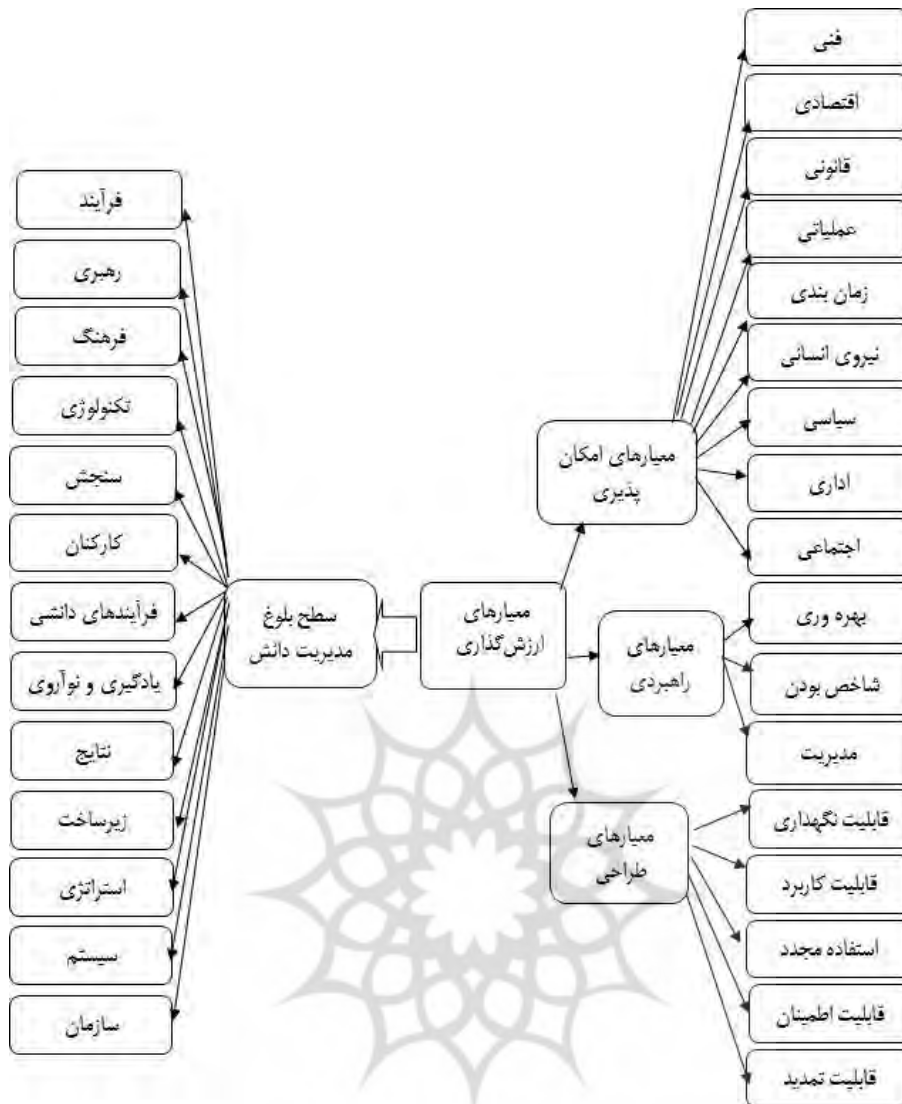 فنی
اقتصادی
قانونی
عملیاتی
زمان بندی
نیروی انسانی
سیاسی
اداری
اجتماعی
معیارهای امکان
پذیری
بهره وری
شاخص بودن
مدیریت
معیارهای
راهبردی
قابلیت نگهداری
قابلیت کاربرد
استفاده مجدد
قابلیت اطمینان
قابلیت تمدید
معیارهای
طراحی
معیارهای
ارزش‌گذاری
سطح بلوغ
مدیریت دانش
فرآیند
رهبری
فرهنگ
تکنولوژی
سنجش
کارکنان
فرآیندهای دانشی
یادگیری و نوآروی
نتایج
زیرساخت
استراتژی
سیستم
سازمان